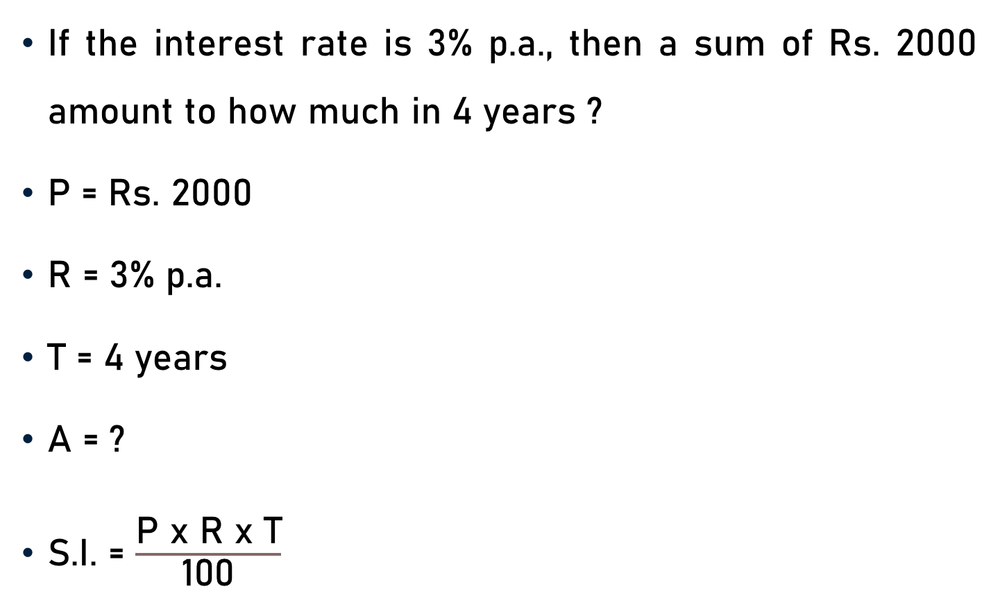 • If the interest rate is 3% p.a., then a sum of Rs. 2000
amount to how much in 4 years ?
• P = Rs. 2000
• R = 3% p.a.
• T = 4 years
• A = ?
• S.I. = P x R x T
100